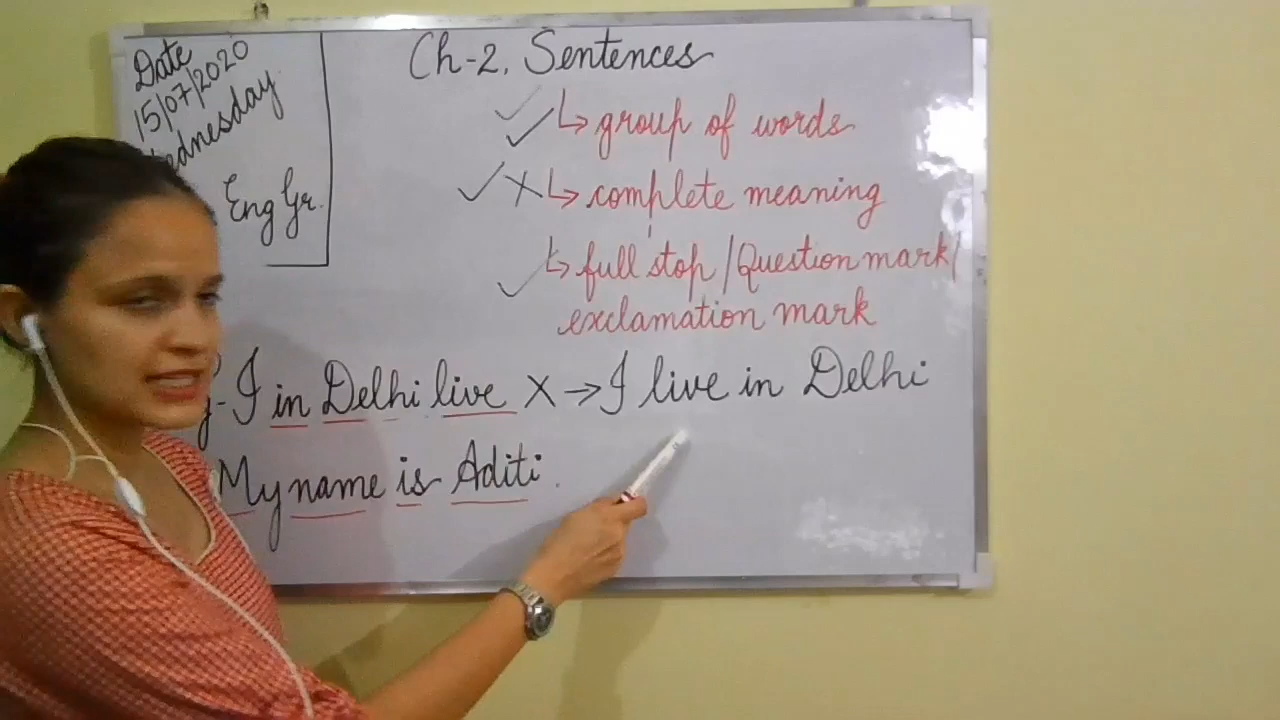 Date
15/07/2020
Wednesday
Eng Gr.
Ch-2. Sentences
✓ ✓ ↳ group of words
✓ X ↳ complete meaning
✓ ↳ full stop / Question mark /
exclamation mark
I in Delhi live X → I live in Delhi
My name is Aditi.